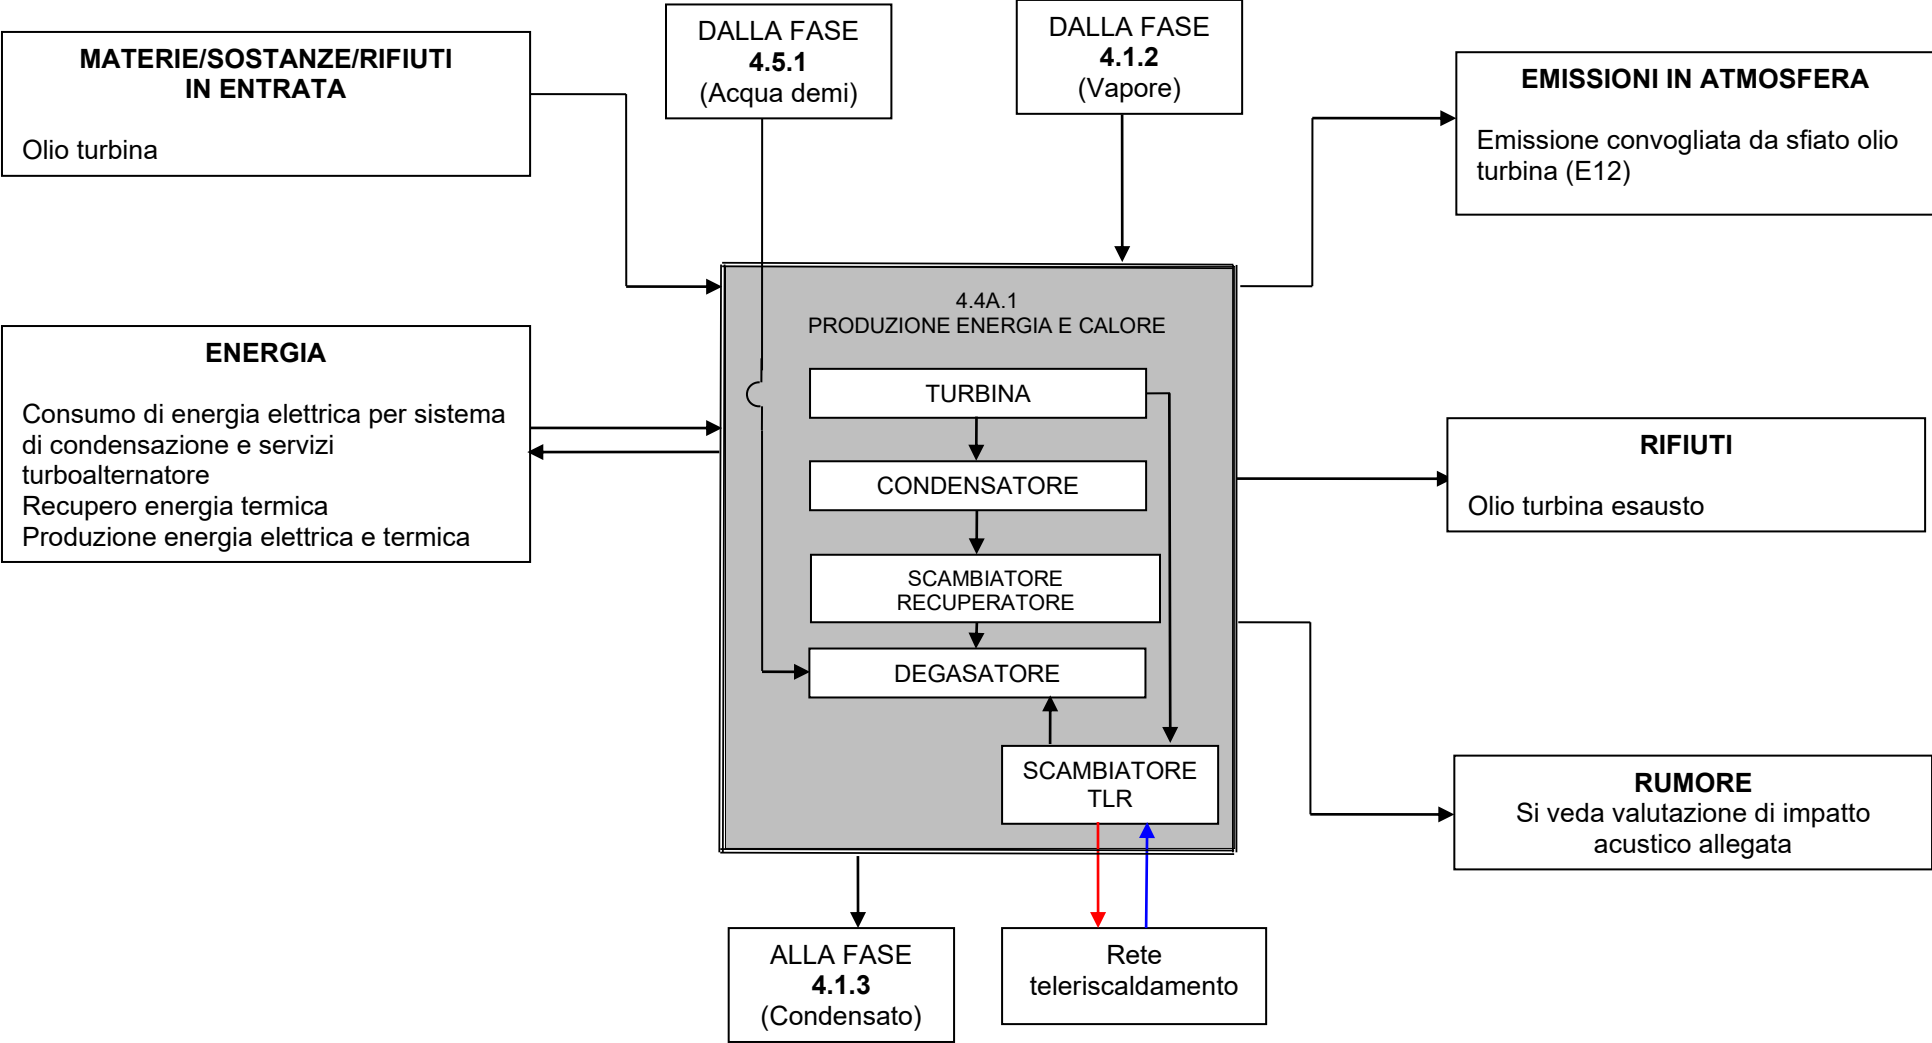 MATERIE/SOSTANZE/RIFIUTI
IN ENTRATA
Olio turbina
DALLA FASE
4.5.1
(Acqua demi)
DALLA FASE
4.1.2
(Vapore)
EMISSIONI IN ATMOSFERA
Emissione convogliata da sfiato olio
turbina (E12)
ENERGIA
Consumo di energia elettrica per sistema
di condensazione e servizi
turboalternatore
Recupero energia termica
Produzione energia elettrica e termica
4.4A.1
PRODUZIONE ENERGIA E CALORE
TURBINA
CONDENSATORE
SCAMBIATORE
RECUPERATORE
DEGASATORE
SCAMBIATORE
TLR
RIFIUTI
Olio turbina esausto
RUMORE
Si veda valutazione di impatto
acustico allegata
ALLA FASE
4.1.3
(Condensato)
Rete
teleriscaldamento